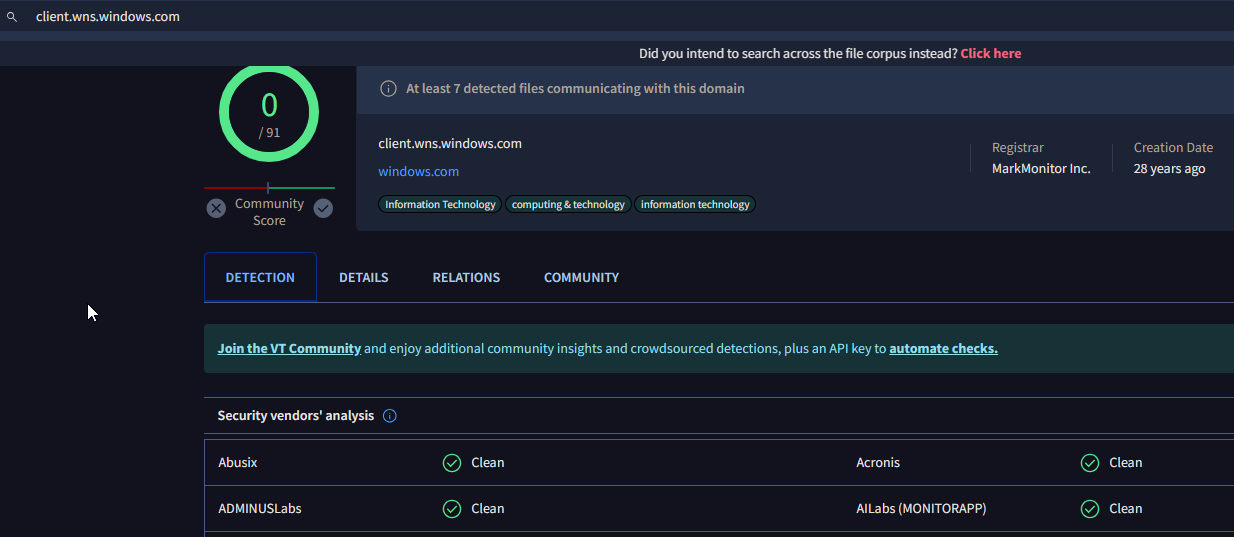 client.wns.windows.com
Did you intend to search across the file corpus instead? Click here
0
/ 91
Community
Score
At least 7 detected files communicating with this domain
client.wns.windows.com
windows.com
Information Technology computing & technology information technology
Registrar
MarkMonitor Inc.
Creation Date
28 years ago
DETECTION DETAILS RELATIONS COMMUNITY
Join the VT Community and enjoy additional community insights and crowdsourced detections, plus an API key to automate checks.
Security vendors' analysis
Abusix Clean Acronis Clean
ADMINUSLabs Clean AILabs (MONITORAPP) Clean